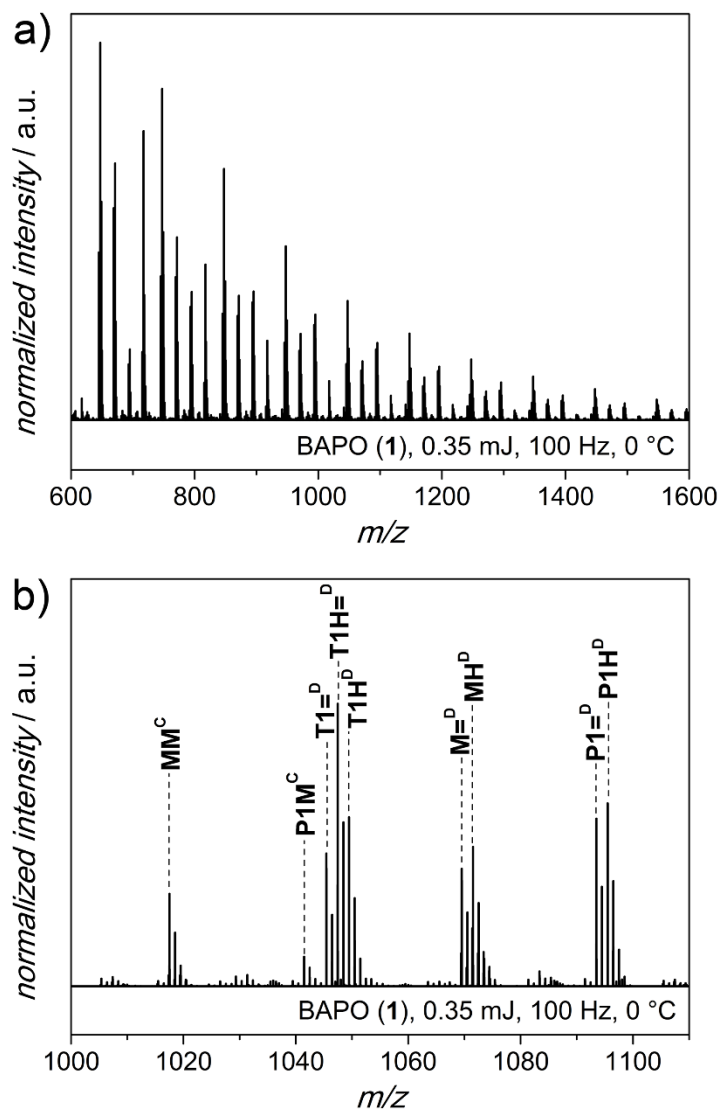 a)
normalized intensity / a.u.
BAPO (1), 0.35 mJ, 100 Hz, 0 °C
600 800 1000 1200 1400 1600
m/z
b)
normalized intensity / a.u.
MM^C
P1M^C
T1=^D
T1H=^D
T1H^D
M=^D
MH^D
P1=^D
P1H^D
BAPO (1), 0.35 mJ, 100 Hz, 0 °C
1000 1020 1040 1060 1080 1100
m/z